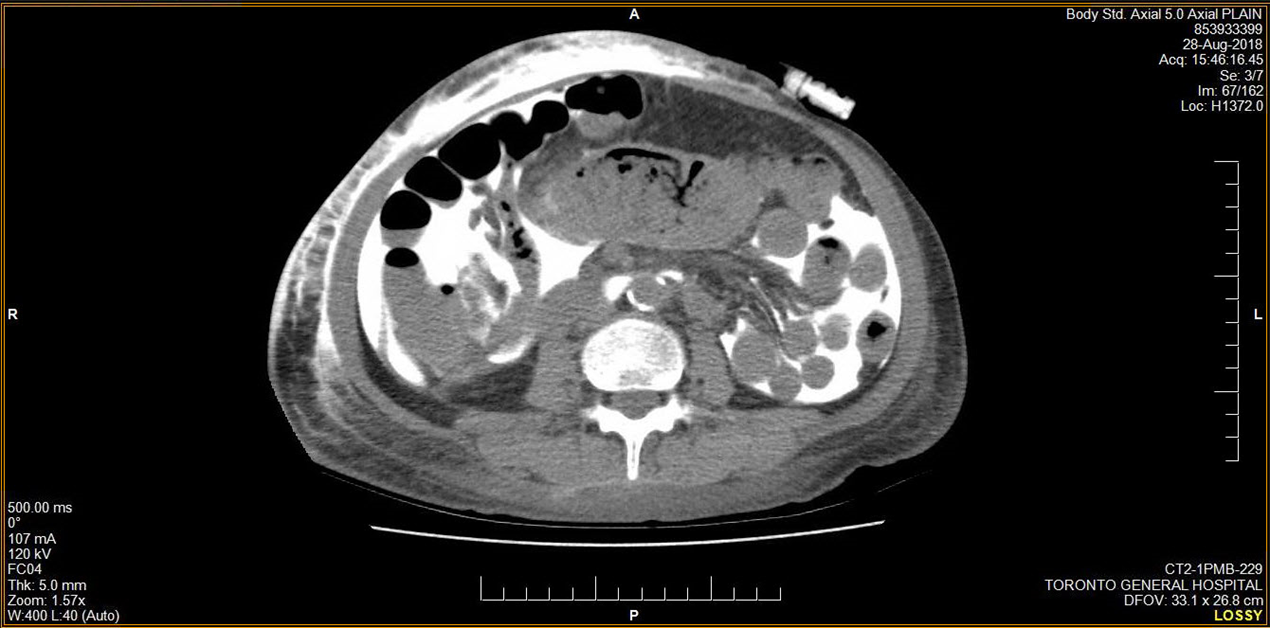 A
Body Std. Axial 5.0 Axial PLAIN
853933399
28-Aug-2018
Acq: 15:46:16.45
Se: 3/7
Im: 67/162
Loc: H1372.0
R
L
500.00 ms
0°
107 mA
120 kV
FC04
Thk: 5.0 mm
Zoom: 1.57x
W:400 L:40 (Auto)
P
CT2-1PMB-229
TORONTO GENERAL HOSPITAL
DFOV: 33.1 x 26.8 cm
LOSSY